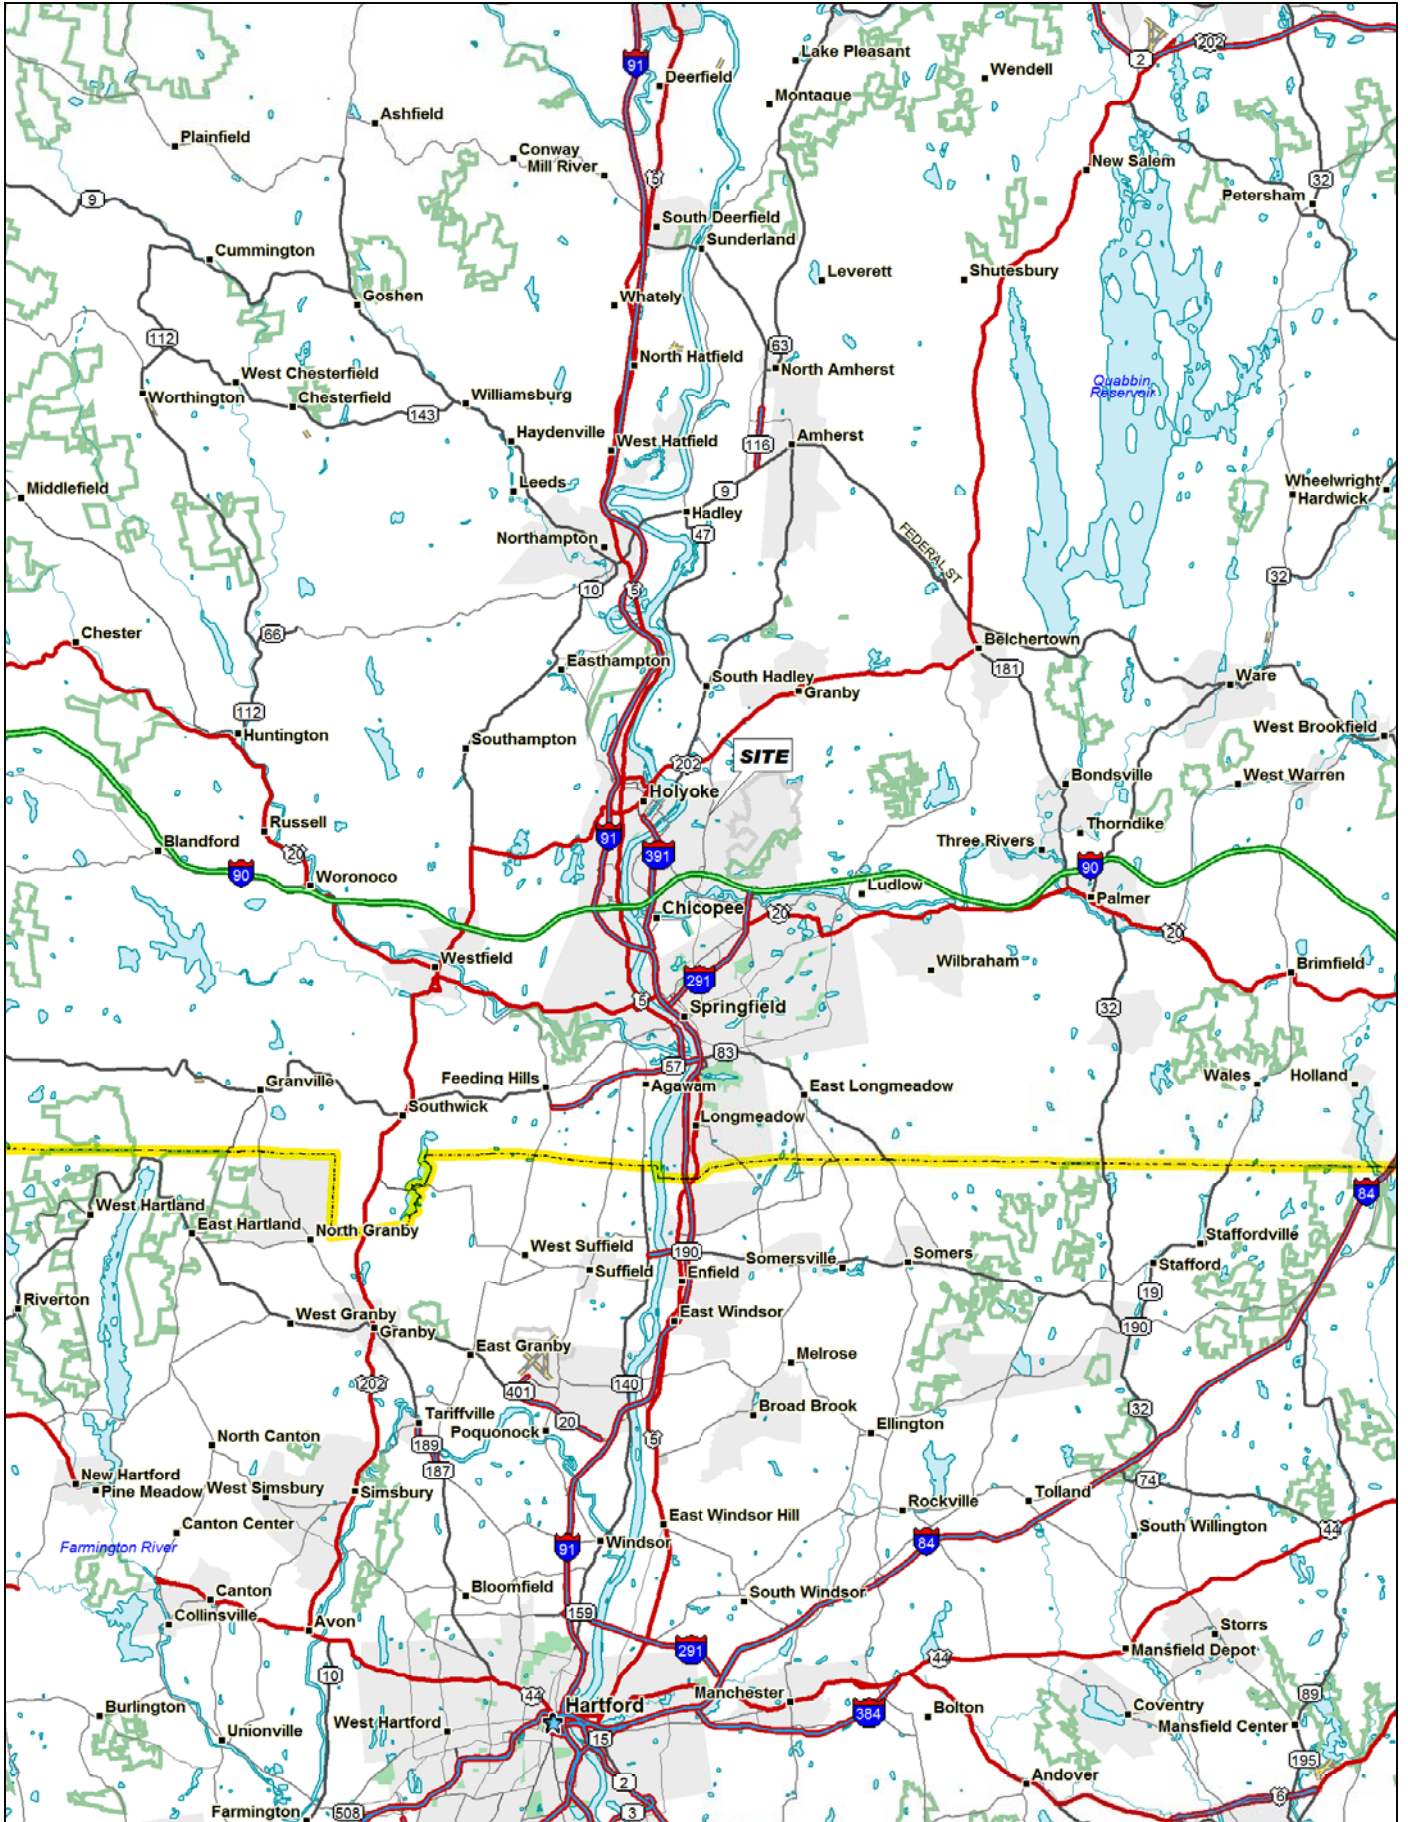 Lake Pleasant
202
91
2
Deerfield
Wendell
Montague
Ashfield
Plainfield
Conway
Mill River
New Salem
5
32
9
Petersham
South Deerfield
Sunderland
Cummington
Leverett
Shutesbury
Goshen
Whately
112
63
North Hatfield
North Amherst
West Chesterfield
Quabbin
Reservoir
Worthington
Chesterfield
143
Williamsburg
Haydenville
West Hatfield
116
Amherst
Middlefield
Leeds
9
Wheelwright
Hardwick
Hadley
Northampton
47
FEDERAL ST
10
5
32
Chester
66
Belchertown
Easthampton
181
South Hadley
Granby
Ware
112
Huntington
Southampton
West Brookfield
SITE
202
Bondsville
West Warren
Holyoke
Russell
91
Thorndike
Blandford
20
391
Three Rivers
90
90
Woronoco
Ludlow
Chicopee
20
Palmer
20
Westfield
Wilbraham
Brimfield
291
5
Springfield
32
83
57
Granville
Feeding Hills
Agawam
East Longmeadow
Wales
Holland
Southwick
Longmeadow
84
West Hartland
East Hartland
North Granby
West Suffield
190
Somersville
Somers
Staffordville
Suffield
Enfield
Stafford
Riverton
19
West Granby
East Windsor
Granby
190
East Granby
Melrose
202
401
140
Broad Brook
32
Tariffville
20
Poquonock
Ellington
North Canton
189
5
187
New Hartford
Pine Meadow
West Simsbury
Simsbury
74
Rockville
Tolland
Canton Center
East Windsor Hill
South Willington
44
Farmington River
91
Windsor
84
Bloomfield
South Windsor
Canton
Collinsville
159
Avon
Storrs
291
Mansfield Depot
44
10
44
Manchester
89
Burlington
Hartford
384
Bolton
Coventry
Unionville
West Hartford
Mansfield Center
15
195
2
Andover
6
Farmington
508
3